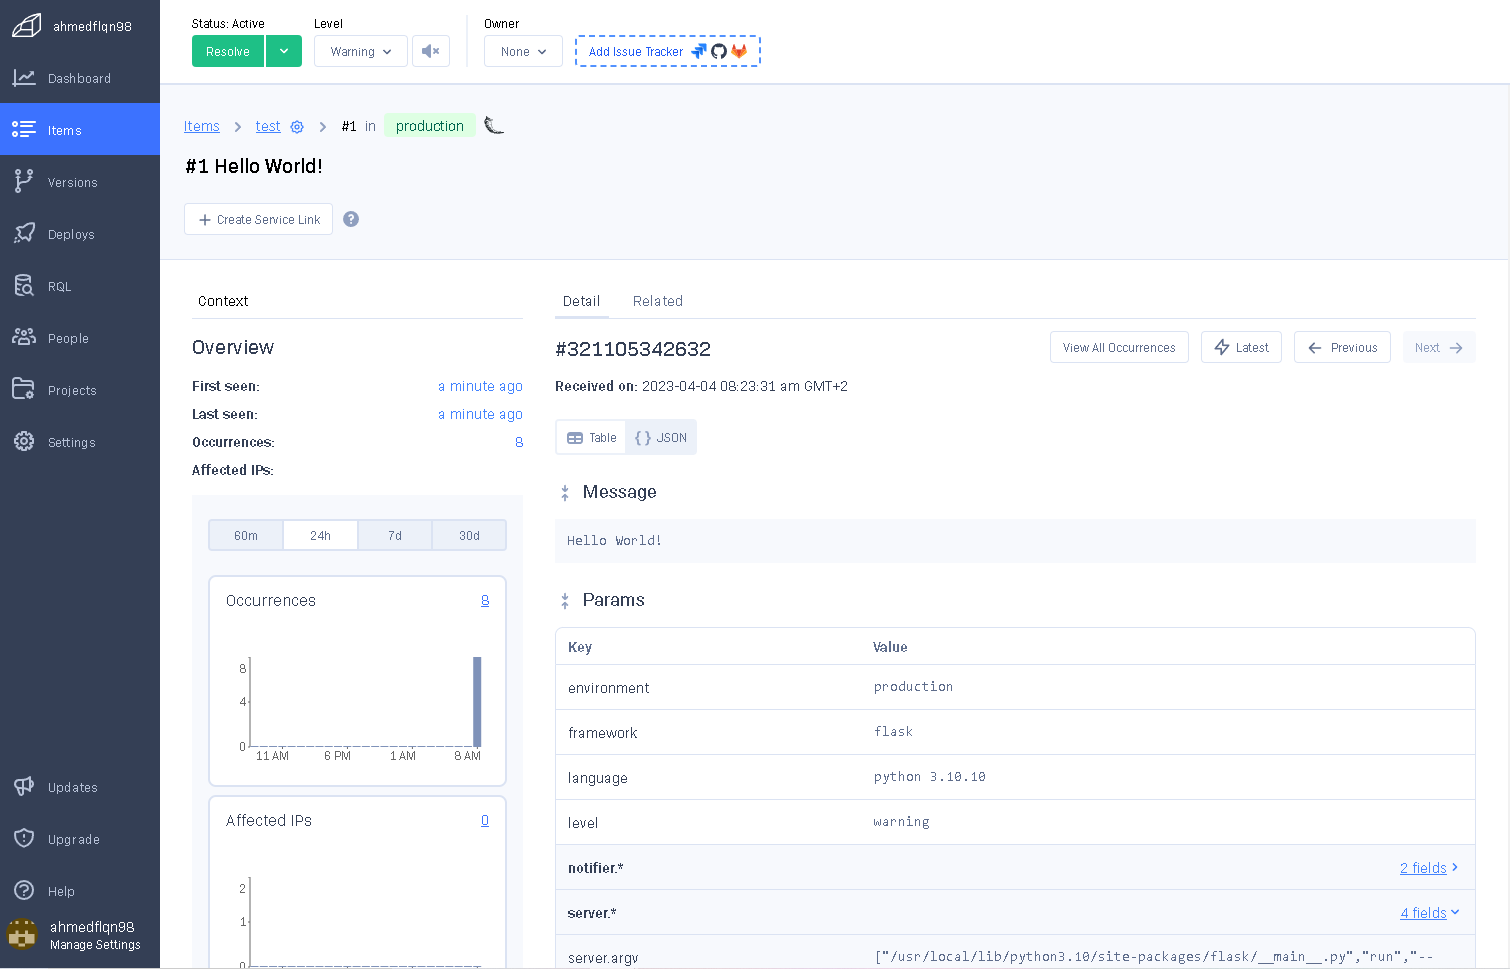 ahmedflqn98
Dashboard
Items
Versions
Deploys
RQL
People
Projects
Settings
Updates
Upgrade
Help
ahmedflqn98
Manage Settings
Status: Active
Level
Owner
Resolve
Warning
None
Add Issue Tracker
Items > test > #1 in production
#1 Hello World!
+ Create Service Link ?
Context
Overview
First seen: a minute ago
Last seen: a minute ago
Occurrences: 8
Affected IPs:
60m 24h 7d 30d
Occurrences 8
8
4
0
11 AM 6 PM 1 AM 8 AM
Affected IPs 0
2
1
0
Detail Related
#321105342632
View All Occurrences Latest Previous Next
Received on: 2023-04-04 08:23:31 am GMT+2
Table {} JSON
Message
Hello World!
Params
Key Value
environment production
framework flask
language python 3.10.10
level warning
notifier.* 2 fields
server.* 4 fields
server.argv ["/usr/local/lib/python3.10/site-packages/flask/__main__.py","run","--